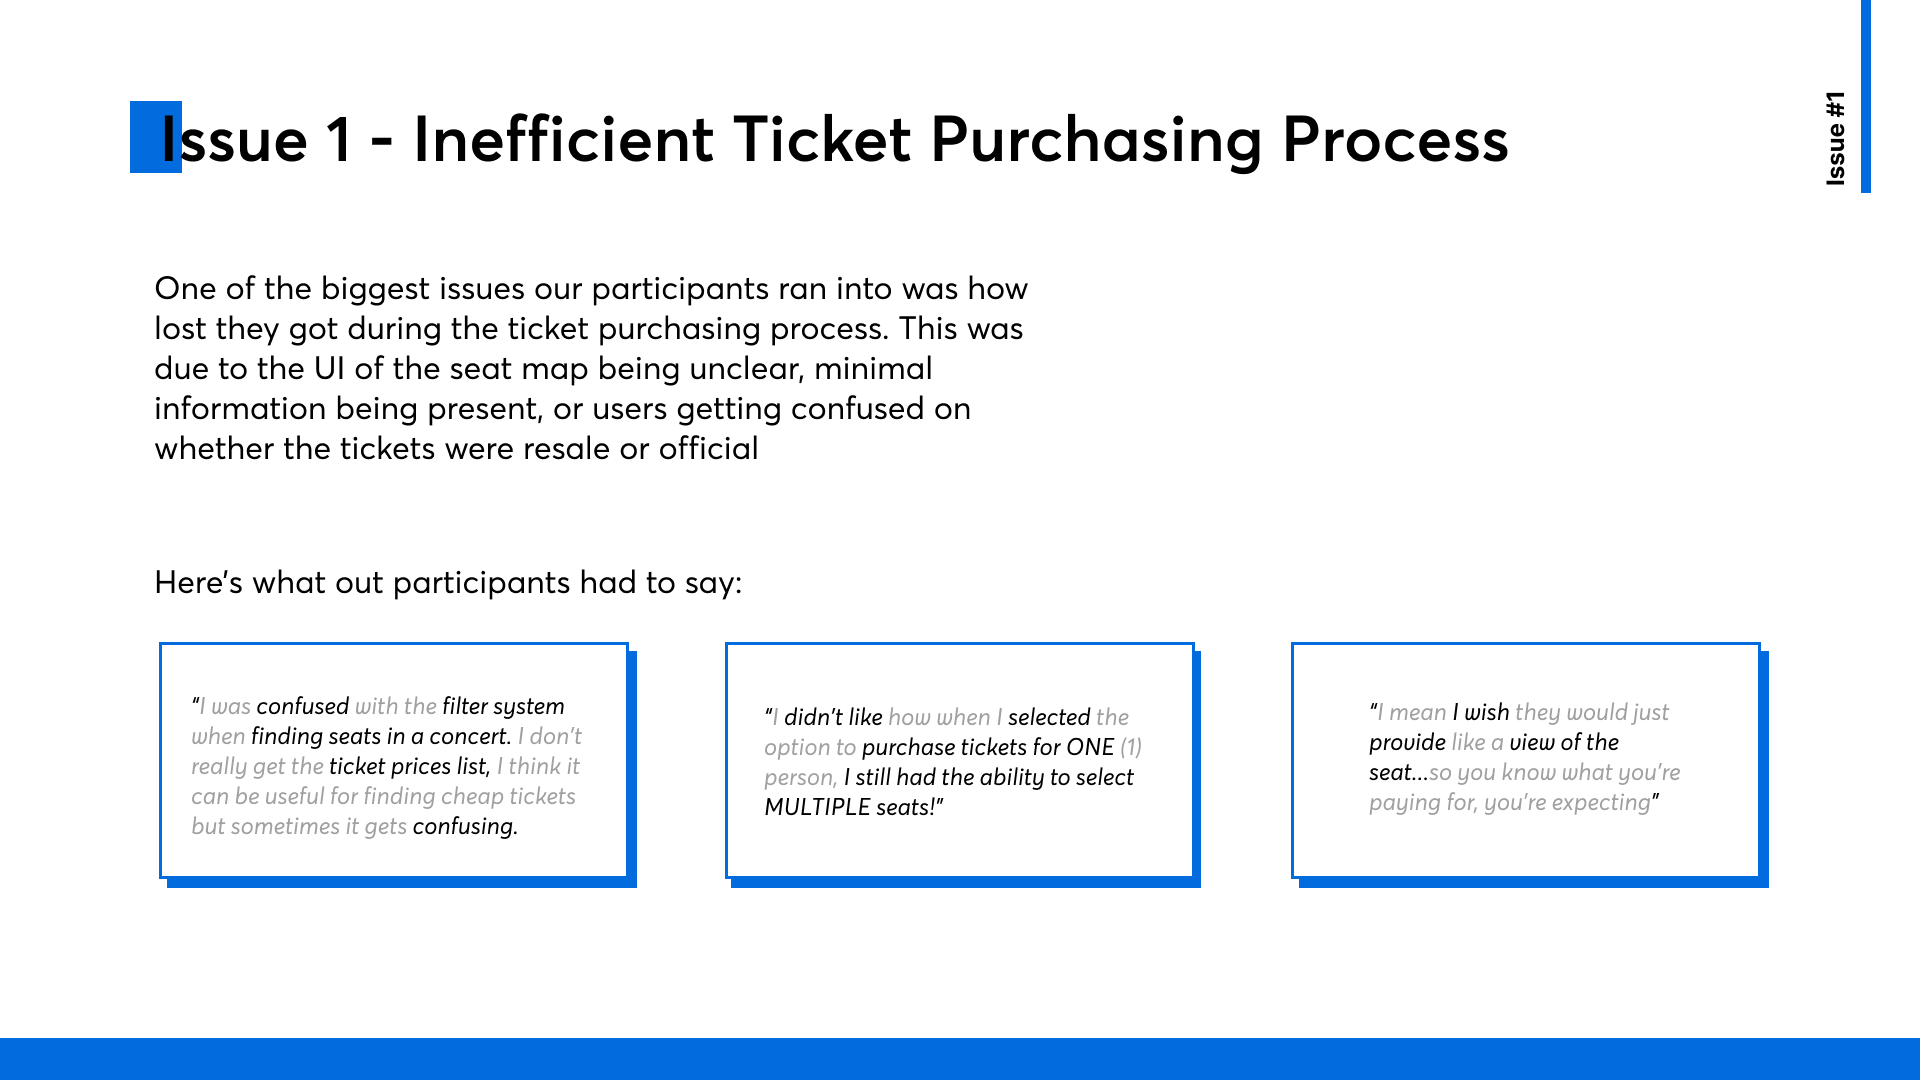 Issue 1 - Inefficient Ticket Purchasing Process
Issue #1
One of the biggest issues our participants ran into was how
lost they got during the ticket purchasing process. This was
due to the UI of the seat map being unclear, minimal
information being present, or users getting confused on
whether the tickets were resale or official
Here's what out participants had to say:
"I was confused with the filter system
when finding seats in a concert. I don't
really get the ticket prices list, I think it
can be useful for finding cheap tickets
but sometimes it gets confusing.
"I didn't like how when I selected the
option to purchase tickets for ONE (1)
person, I still had the ability to select
MULTIPLE seats!"
"I mean I wish they would just
provide like a view of the
seat...so you know what you're
paying for, you're expecting"